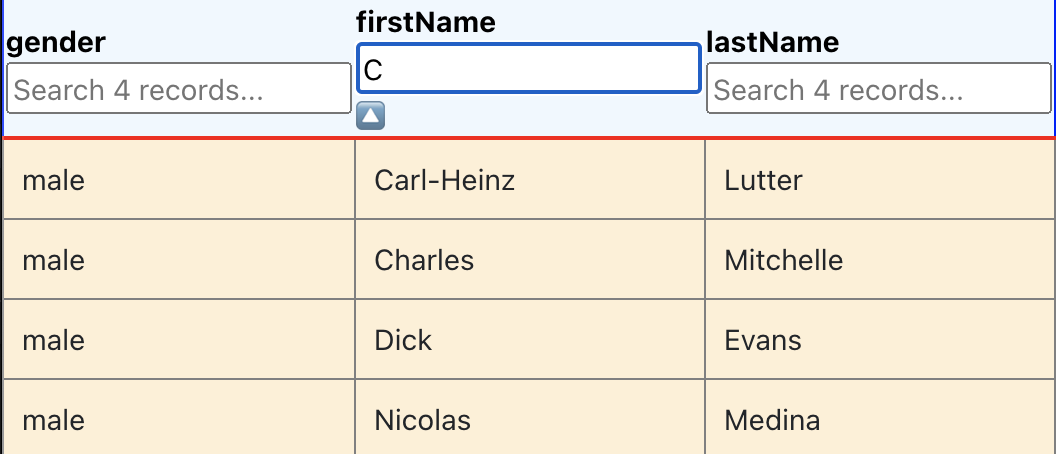 gender
firstName
lastName
Search 4 records...
C
Search 4 records...
male
Carl-Heinz
Lutter
male
Charles
Mitchelle
male
Dick
Evans
male
Nicolas
Medina